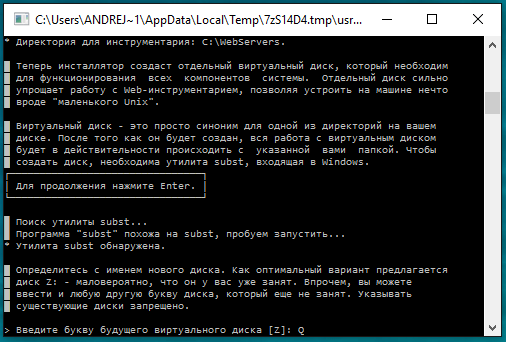 C:\Users\ANDREJ~1\AppData\Local\Temp\7zS14D4.tmp\usr...
* Директория для инструментария: C:\WebServers.
Теперь инсталлятор создаст отдельный виртуальный диск, который необходим
для функционирования всех компонентов системы. Отдельный диск сильно
упрощает работу с Web-инструментарием, позволяя устроить на машине нечто
вроде "маленького Unix".
Виртуальный диск - это просто синоним для одной из директорий на вашем
диске. После того как он будет создан, вся работа с виртуальным диском
будет в действительности происходить с указанной вами папкой. Чтобы
создать диск, необходима утилита subst, входящая в Windows.
Для продолжения нажмите Enter.
Поиск утилиты subst...
Программа "subst" похожа на subst, пробуем запустить...
* Утилита subst обнаружена.
Определитесь с именем нового диска. Как оптимальный вариант предлагается
диск Z: - маловероятно, что он у вас уже занят. Впрочем, вы можете
ввести и любую другую букву диска, который еще не занят. Указывать
существующие диски запрещено.
> Введите букву будущего виртуального диска [Z]: Q